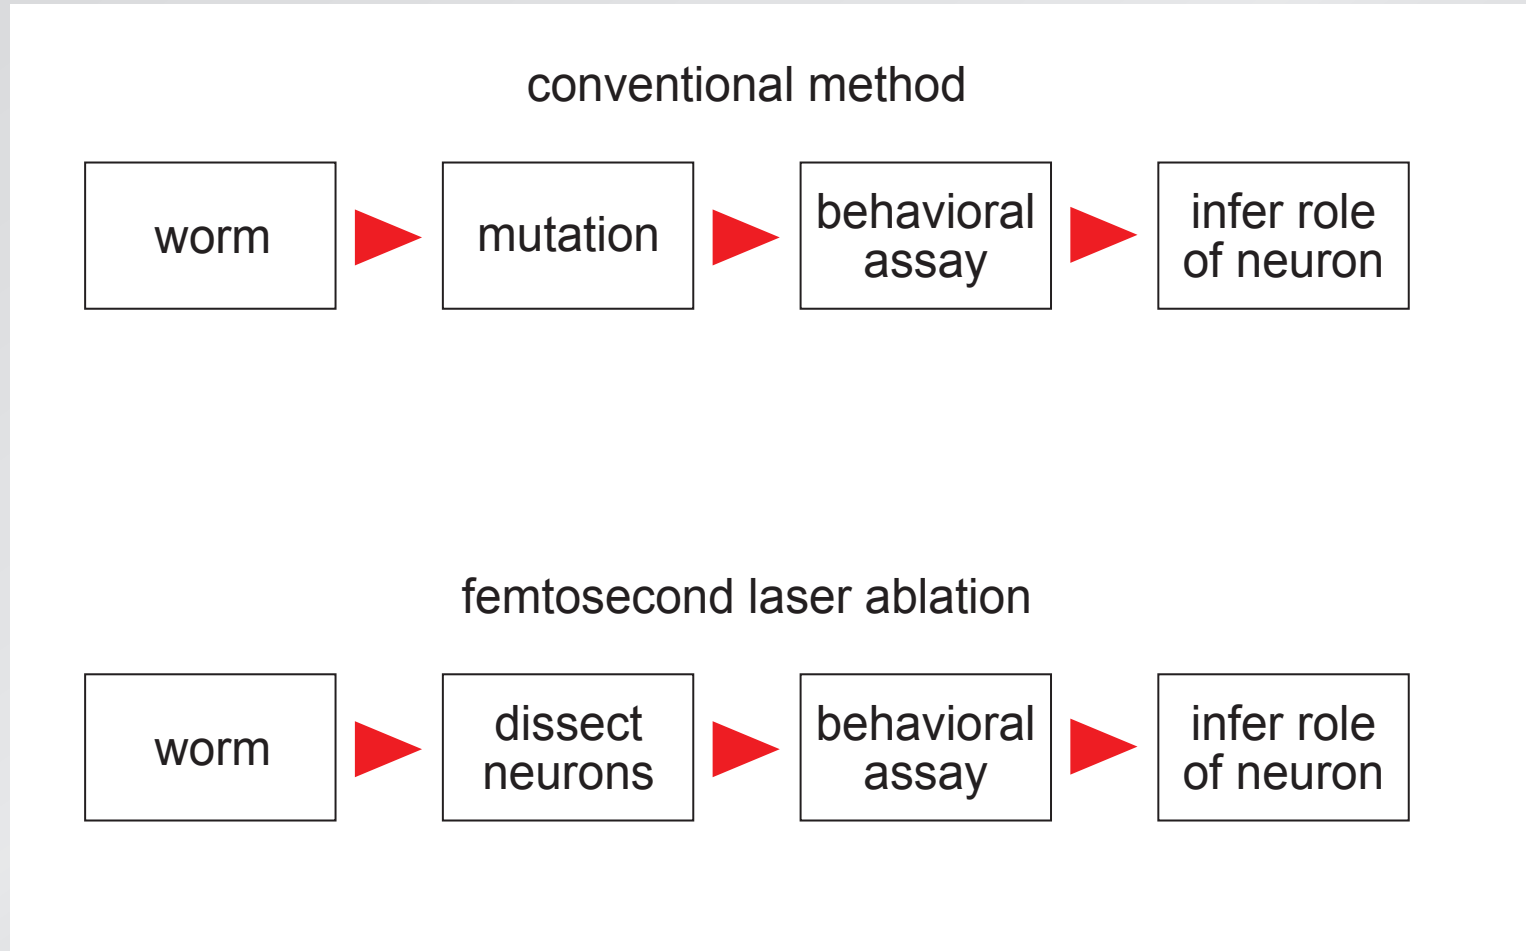 conventional method
worm
mutation
behavioral
assay
infer role
of neuron
femtosecond laser ablation
worm
dissect
neurons
behavioral
assay
infer role
of neuron